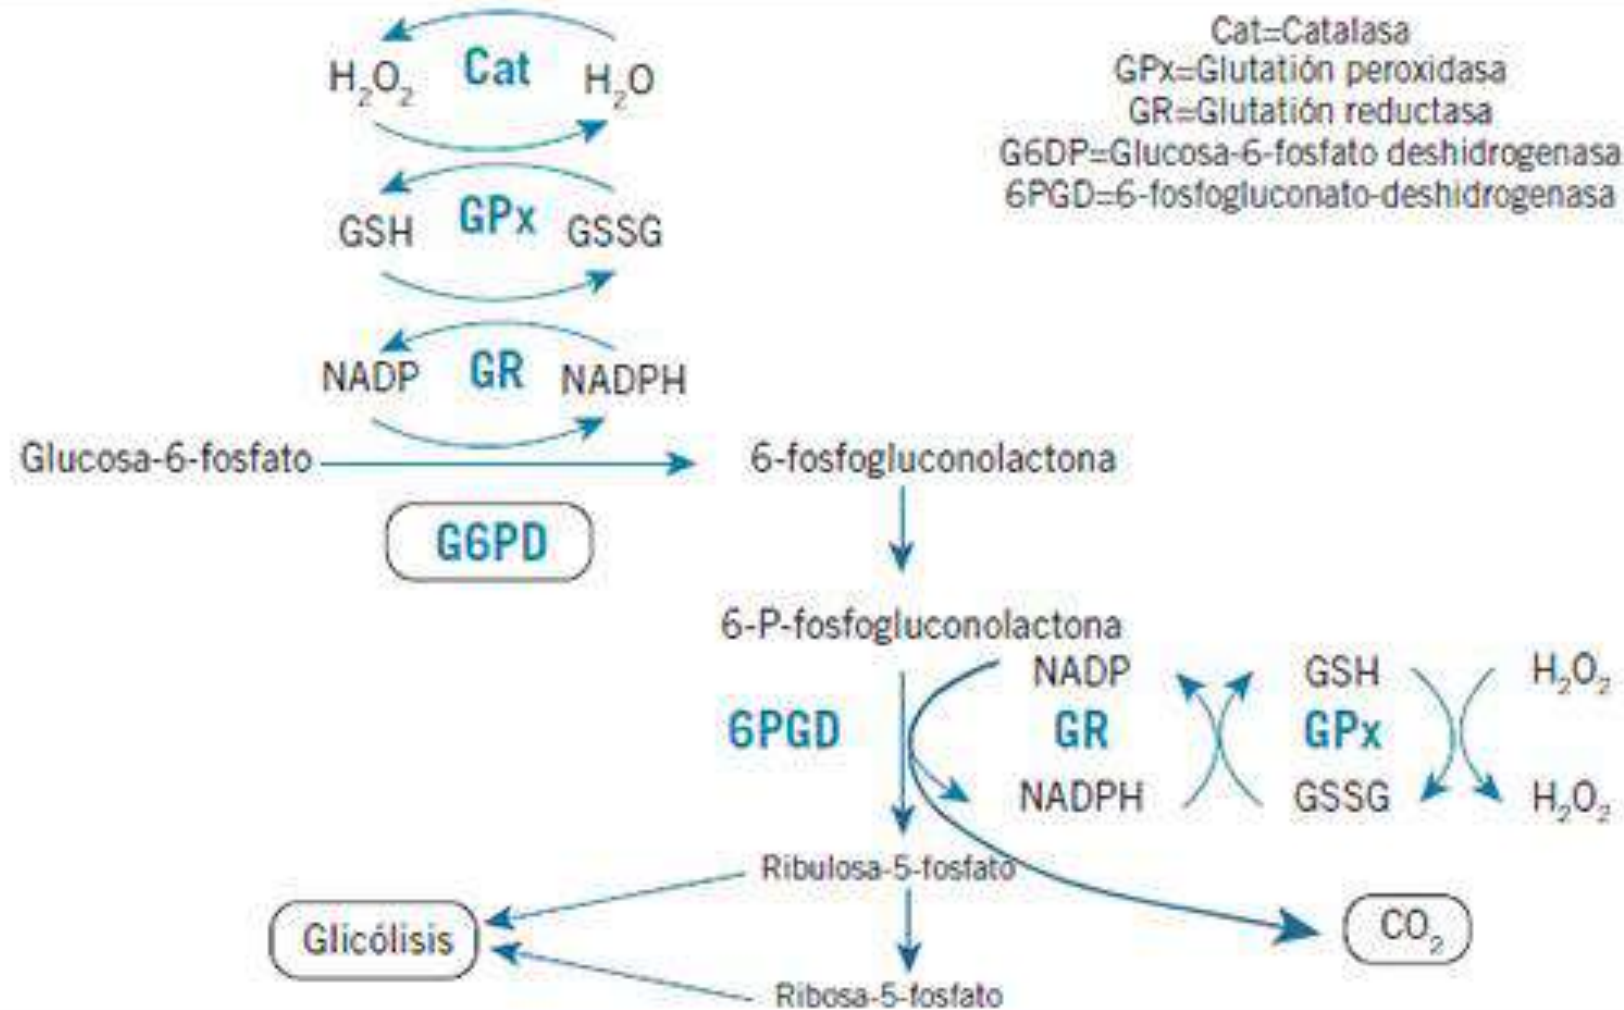 Cat=Catalasa
GPx=Glutatión peroxidasa
GR=Glutatión reductasa
G6DP=Glucosa-6-fosfato deshidrogenasa
6PGD=6-fosfogluconato-deshidrogenasa
H₂O₂ Cat H₂O
GSH GPx GSSG
NADP GR NADPH
Glucosa-6-fosfato 6-fosfogluconolactona
G6PD
6-P-fosfogluconolactona
NADP GSH H₂O₂
6PGD GR GPx
NADPH GSSG H₂O₂
Ribulosa-5-fosfato
Glicólisis CO₂
Ribosa-5-fosfato